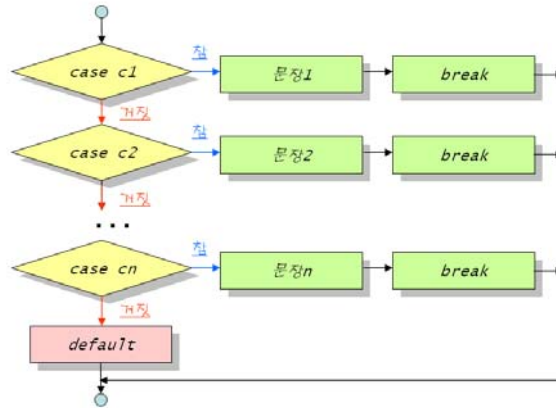 case c1
참
문장1
break
거짓
case c2
참
문장2
break
거짓
...
case cn
참
문장n
break
거짓
default